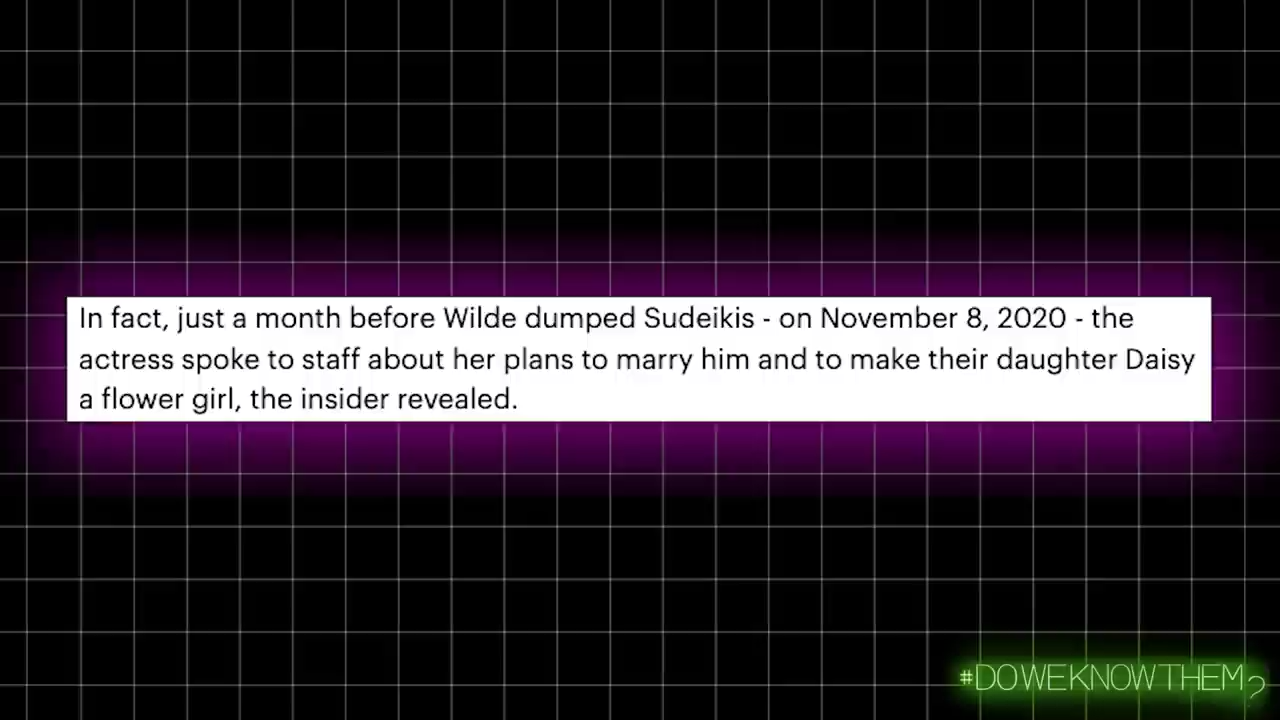 In fact, just a month before Wilde dumped Sudeikis - on November 8, 2020 - the
actress spoke to staff about her plans to marry him and to make their daughter Daisy
a flower girl, the insider revealed.
#DOWEKNOWTHEM?